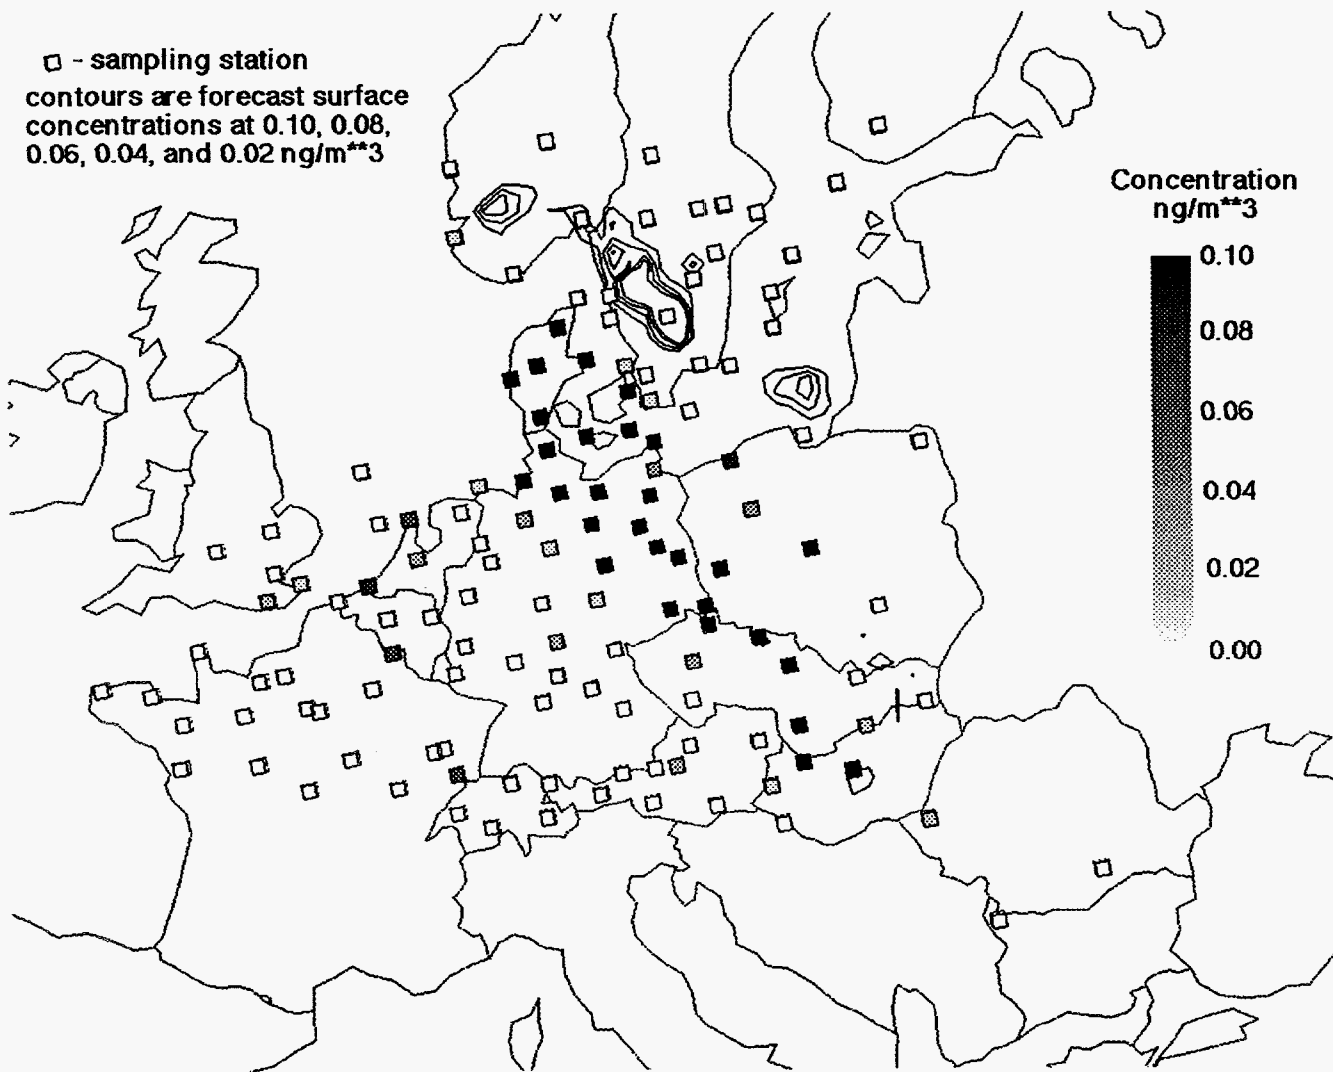 - sampling station
contours are forecast surface
concentrations at 0.10, 0.08,
0.06, 0.04, and 0.02 ng/m**3
Concentration
ng/m**3
0.10
0.08
0.06
0.04
0.02
0.00